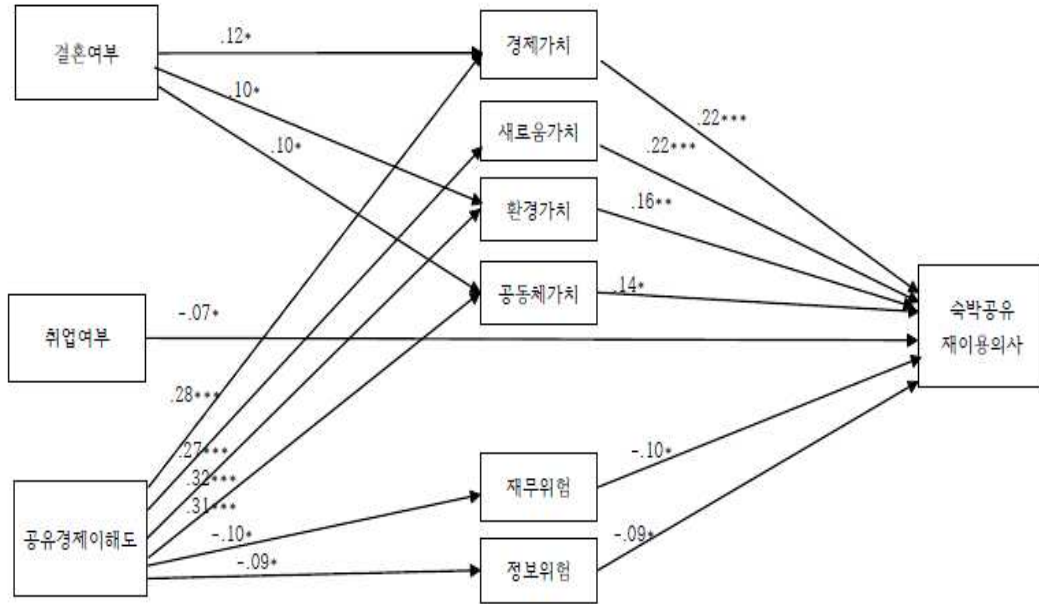 결혼여부
.12*
경제가치
.10*
.10*
새로움가치
.22***
.22***
환경가치
.16**
공동체가치
.14*
숙박공유
재이용의사
취업여부
-.07*
.28***
.27***
.32***
.31***
공유경제이해도
-.10*
-.09*
재무위험
-.10*
정보위험
-.09*